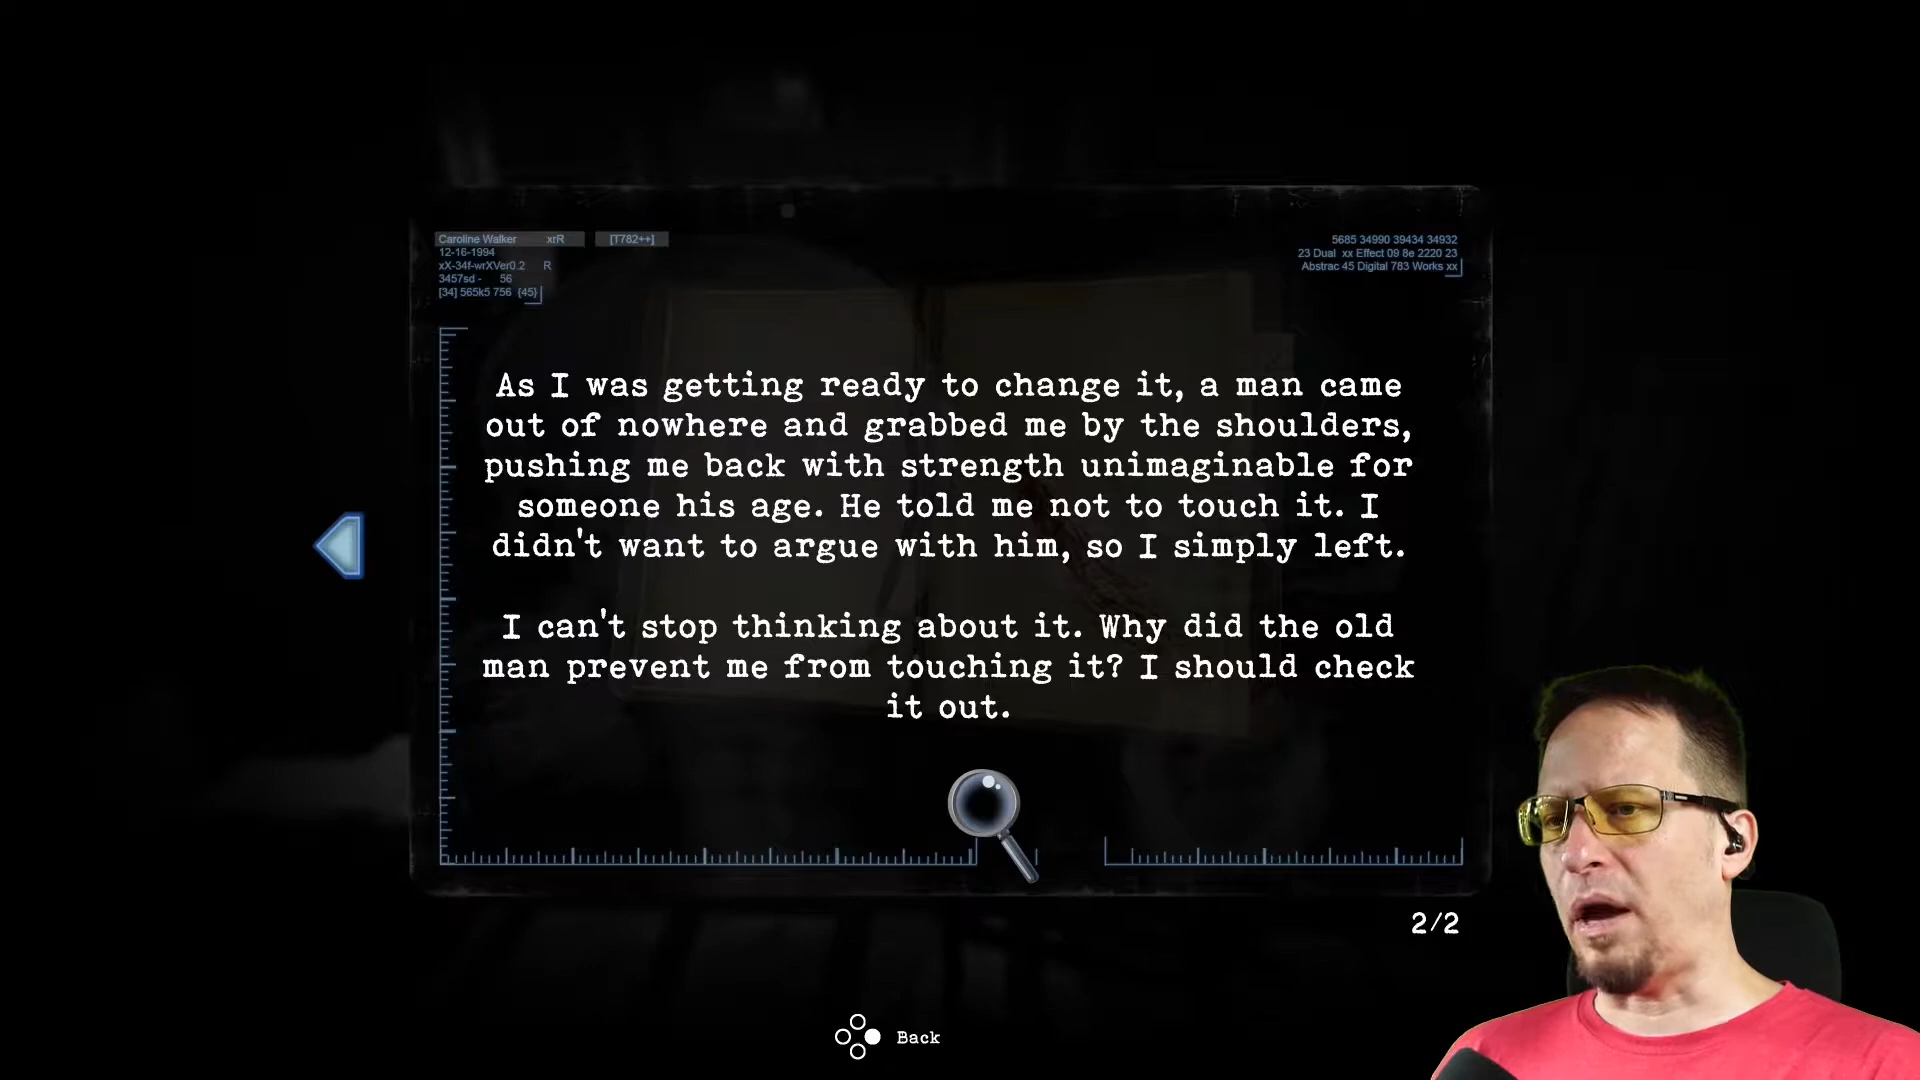 Caroline Walker xrR [T782++]
12-16-1994
xX-34f-wrXVer0.2 R
3457sd - 56
[34] 565k5 756 {45}
5685 34990 39434 34932
23 Dual xx Effect 09 8e 2220 23
Abstrac 45 Digital 783 Works xx
As I was getting ready to change it, a man came
out of nowhere and grabbed me by the shoulders,
pushing me back with strength unimaginable for
someone his age. He told me not to touch it. I
didn't want to argue with him, so I simply left.
I can't stop thinking about it. Why did the old
man prevent me from touching it? I should check
it out.
2/2
Back